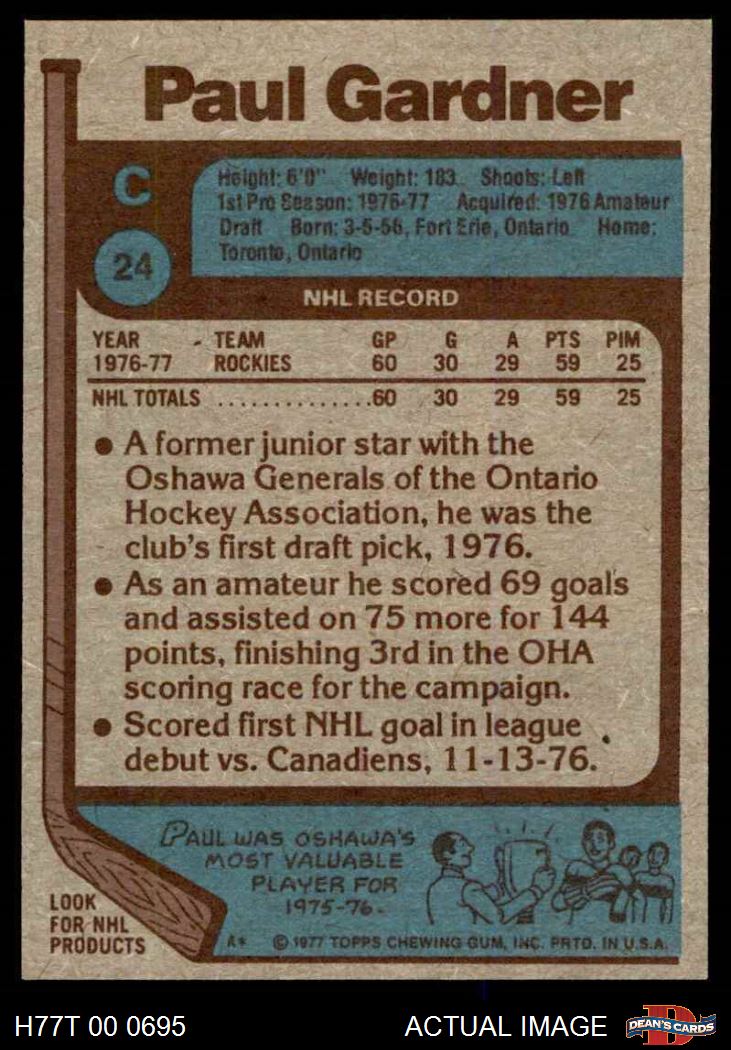 Paul Gardner
C
24
Height: 6'0" Weight: 183 Shoots: Left
1st Pro Season: 1976-77 Acquired: 1976 Amateur
Draft Born: 3-5-56, Fort Erie, Ontario Home:
Toronto, Ontario
NHL RECORD
YEAR - TEAM GP G A PTS PIM
1976-77 ROCKIES 60 30 29 59 25
NHL TOTALS ..............60 30 29 59 25
• A former junior star with the
Oshawa Generals of the Ontario
Hockey Association, he was the
club's first draft pick, 1976.
• As an amateur he scored 69 goals
and assisted on 75 more for 144
points, finishing 3rd in the OHA
scoring race for the campaign.
• Scored first NHL goal in league
debut vs. Canadiens, 11-13-76.
PAUL WAS OSHAWA'S
MOST VALUABLE
PLAYER FOR
1975-76.
LOOK
FOR NHL
PRODUCTS
A* © 1977 TOPPS CHEWING GUM, INC. PRTD. IN U.S.A.
H77T 00 0695 ACTUAL IMAGE
D
DEAN'S CARDS